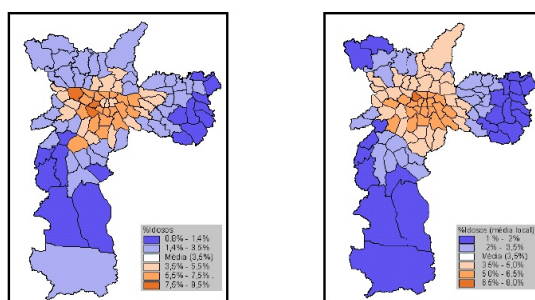 %Idosos
0,8% - 1,4%
1,4% - 3,5%
Média (3,5%)
3,5% - 5,5%
5,5% - 7,5%
7,5% - 9,5%
%Idosos (média local)
1 % - 2%
2% - 3,5%
Média (3,5%)
3,5% - 5,0%
5,0% - 6,5%
6,5% - 8,0%